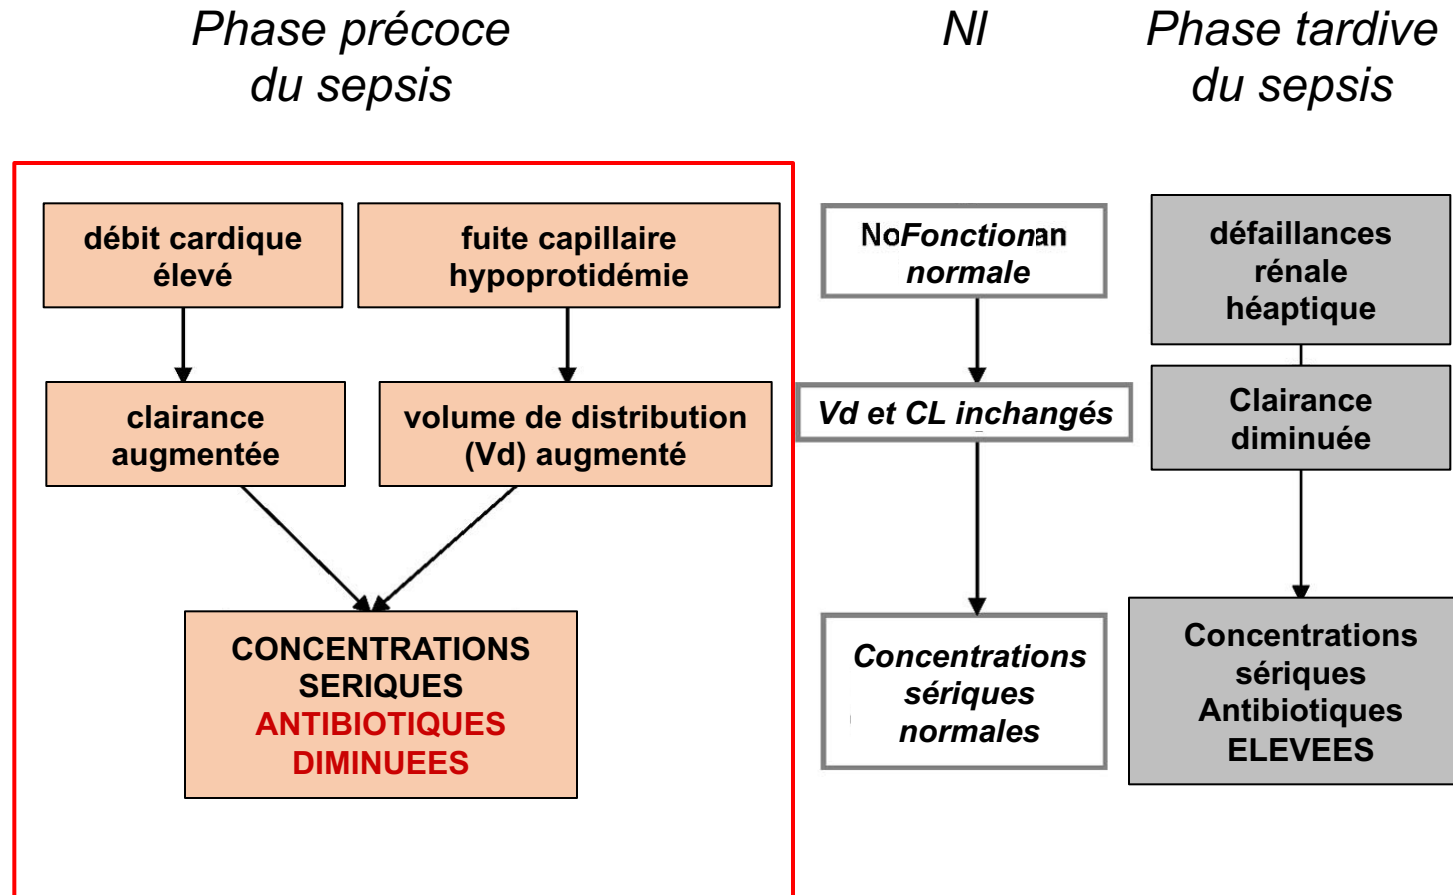 Phase précoce
du sepsis
Nl
Phase tardive
du sepsis
débit cardique
élevé
fuite capillaire
hypoprotidémie
NoFonctionan
normale
défaillances
rénale
héaptique
clairance
augmentée
volume de distribution
(Vd) augmenté
Vd et CL inchangés
Clairance
diminuée
CONCENTRATIONS
SERIQUES
ANTIBIOTIQUES
DIMINUEES
Concentrations
sériques
normales
Concentrations
sériques
Antibiotiques
ELEVEES